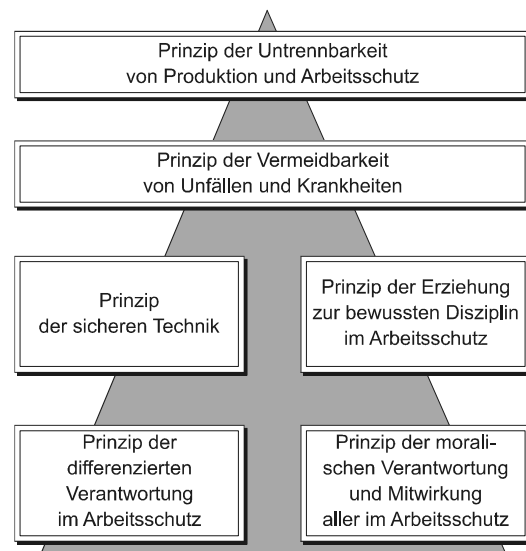 Prinzip der Untrennbarkeit
von Produktion und Arbeitsschutz
Prinzip der Vermeidbarkeit
von Unfällen und Krankheiten
Prinzip
der sicheren Technik
Prinzip der Erziehung
zur bewussten Disziplin
im Arbeitsschutz
Prinzip der
differenzierten
Verantwortung
im Arbeitsschutz
Prinzip der morali-
schen Verantwortung
und Mitwirkung
aller im Arbeitsschutz